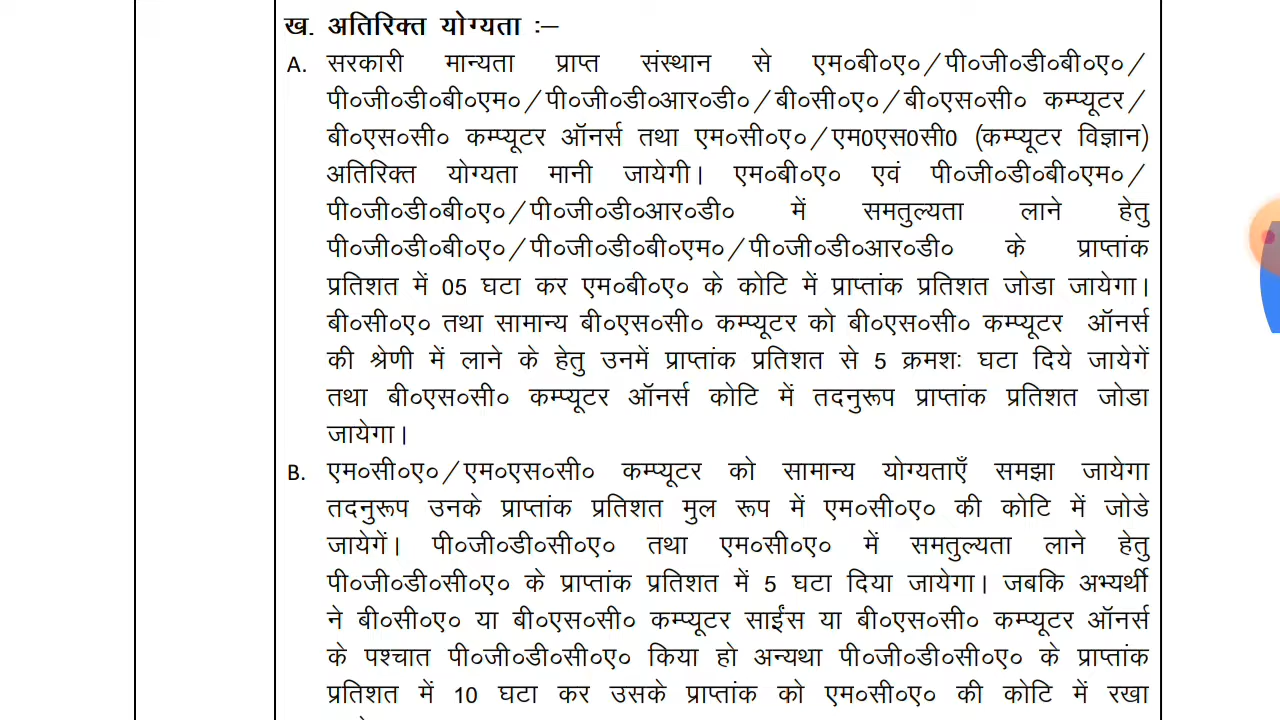 ख. अतिरिक्त योग्यता :–
A. सरकारी मान्यता प्राप्त संस्थान से एम०बी०ए०/पी०जी०डी०बी०ए०/
पी०जी०डी०बी०एम०/पी०जी०डी०आर०डी०/बी०सी०ए०/बी०एस०सी० कम्प्यूटर/
बी०एस०सी० कम्प्यूटर ऑनर्स तथा एम०सी०ए०/एम0एस0सी0 (कम्प्यूटर विज्ञान)
अतिरिक्त योग्यता मानी जायेगी। एम०बी०ए० एवं पी०जी०डी०बी०एम०/
पी०जी०डी०बी०ए०/पी०जी०डी०आर०डी० में समतुल्यता लाने हेतु
पी०जी०डी०बी०ए०/पी०जी०डी०बी०एम०/पी०जी०डी०आर०डी० के प्राप्तांक
प्रतिशत में 05 घटा कर एम०बी०ए० के कोटि में प्राप्तांक प्रतिशत जोडा जायेगा।
बी०सी०ए० तथा सामान्य बी०एस०सी० कम्प्यूटर को बी०एस०सी० कम्प्यूटर ऑनर्स
की श्रेणी में लाने के हेतु उनमें प्राप्तांक प्रतिशत से 5 क्रमशः घटा दिये जायेगें
तथा बी०एस०सी० कम्प्यूटर ऑनर्स कोटि में तदनुरूप प्राप्तांक प्रतिशत जोडा
जायेगा।
B. एम०सी०ए०/एम०एस०सी० कम्प्यूटर को सामान्य योग्यताएँ समझा जायेगा
तदनुरूप उनके प्राप्तांक प्रतिशत मुल रूप में एम०सी०ए० की कोटि में जोडे
जायेगें। पी०जी०डी०सी०ए० तथा एम०सी०ए० में समतुल्यता लाने हेतु
पी०जी०डी०सी०ए० के प्राप्तांक प्रतिशत में 5 घटा दिया जायेगा। जबकि अभ्यर्थी
ने बी०सी०ए० या बी०एस०सी० कम्प्यूटर साईंस या बी०एस०सी० कम्प्यूटर ऑनर्स
के पश्चात पी०जी०डी०सी०ए० किया हो अन्यथा पी०जी०डी०सी०ए० के प्राप्तांक
प्रतिशत में 10 घटा कर उसके प्राप्तांक को एम०सी०ए० की कोटि में रखा